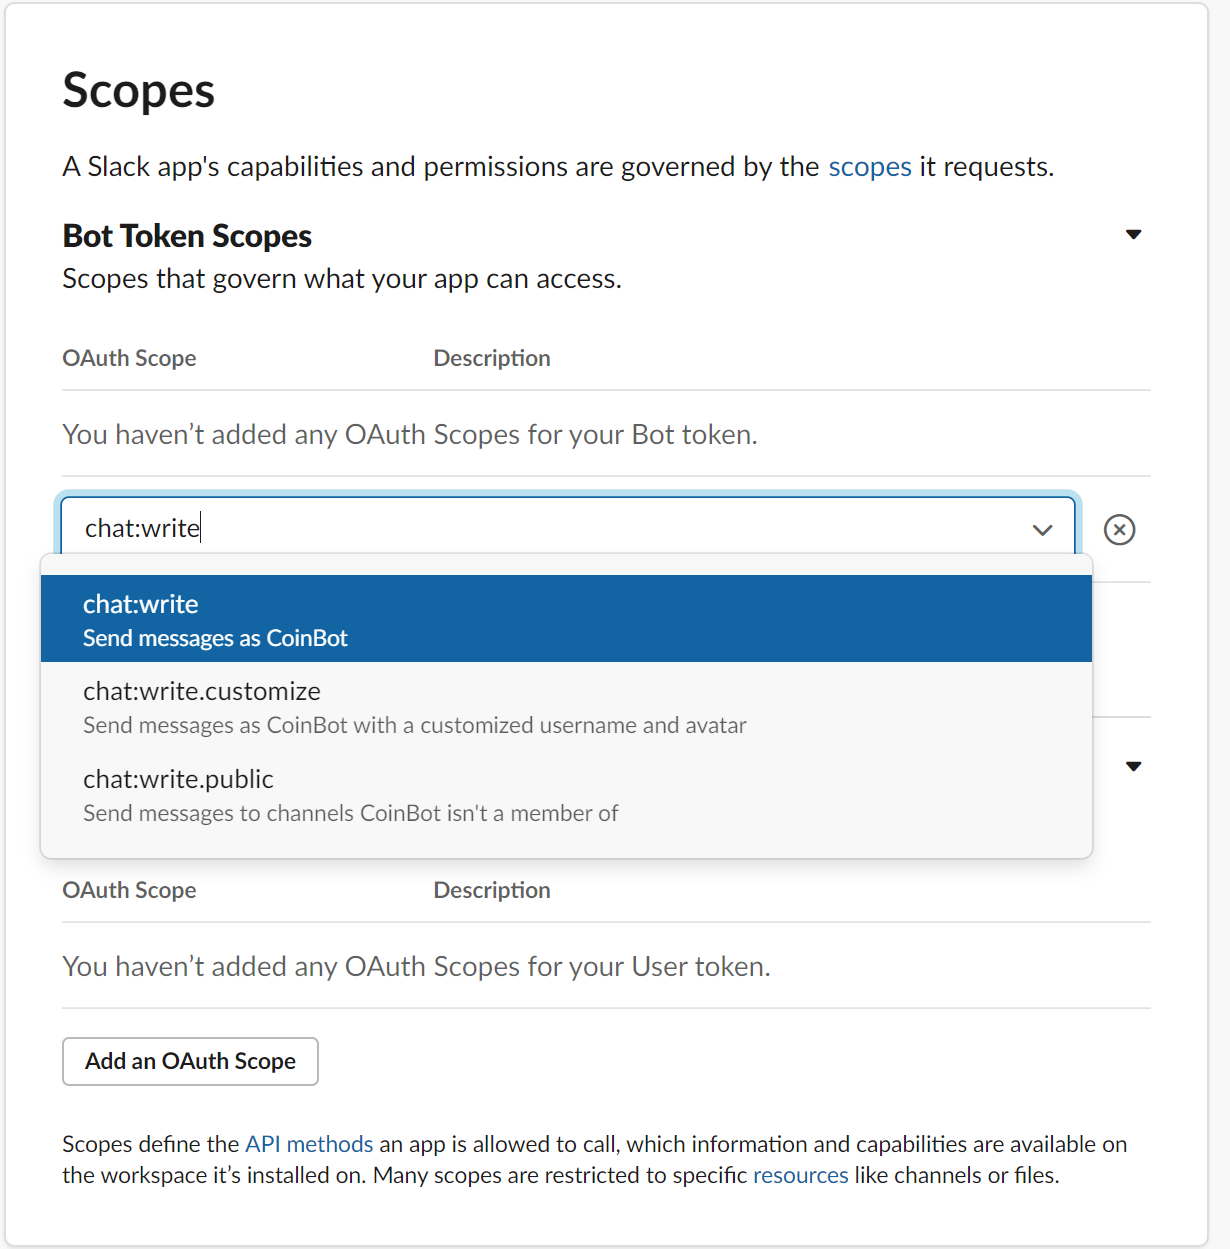 Scopes
A Slack app's capabilities and permissions are governed by the scopes it requests.
Bot Token Scopes
Scopes that govern what your app can access.
OAuth Scope Description
You haven’t added any OAuth Scopes for your Bot token.
chat:write
chat:write
Send messages as CoinBot
chat:write.customize
Send messages as CoinBot with a customized username and avatar
chat:write.public
Send messages to channels CoinBot isn't a member of
OAuth Scope Description
You haven’t added any OAuth Scopes for your User token.
Add an OAuth Scope
Scopes define the API methods an app is allowed to call, which information and capabilities are available on
the workspace it’s installed on. Many scopes are restricted to specific resources like channels or files.